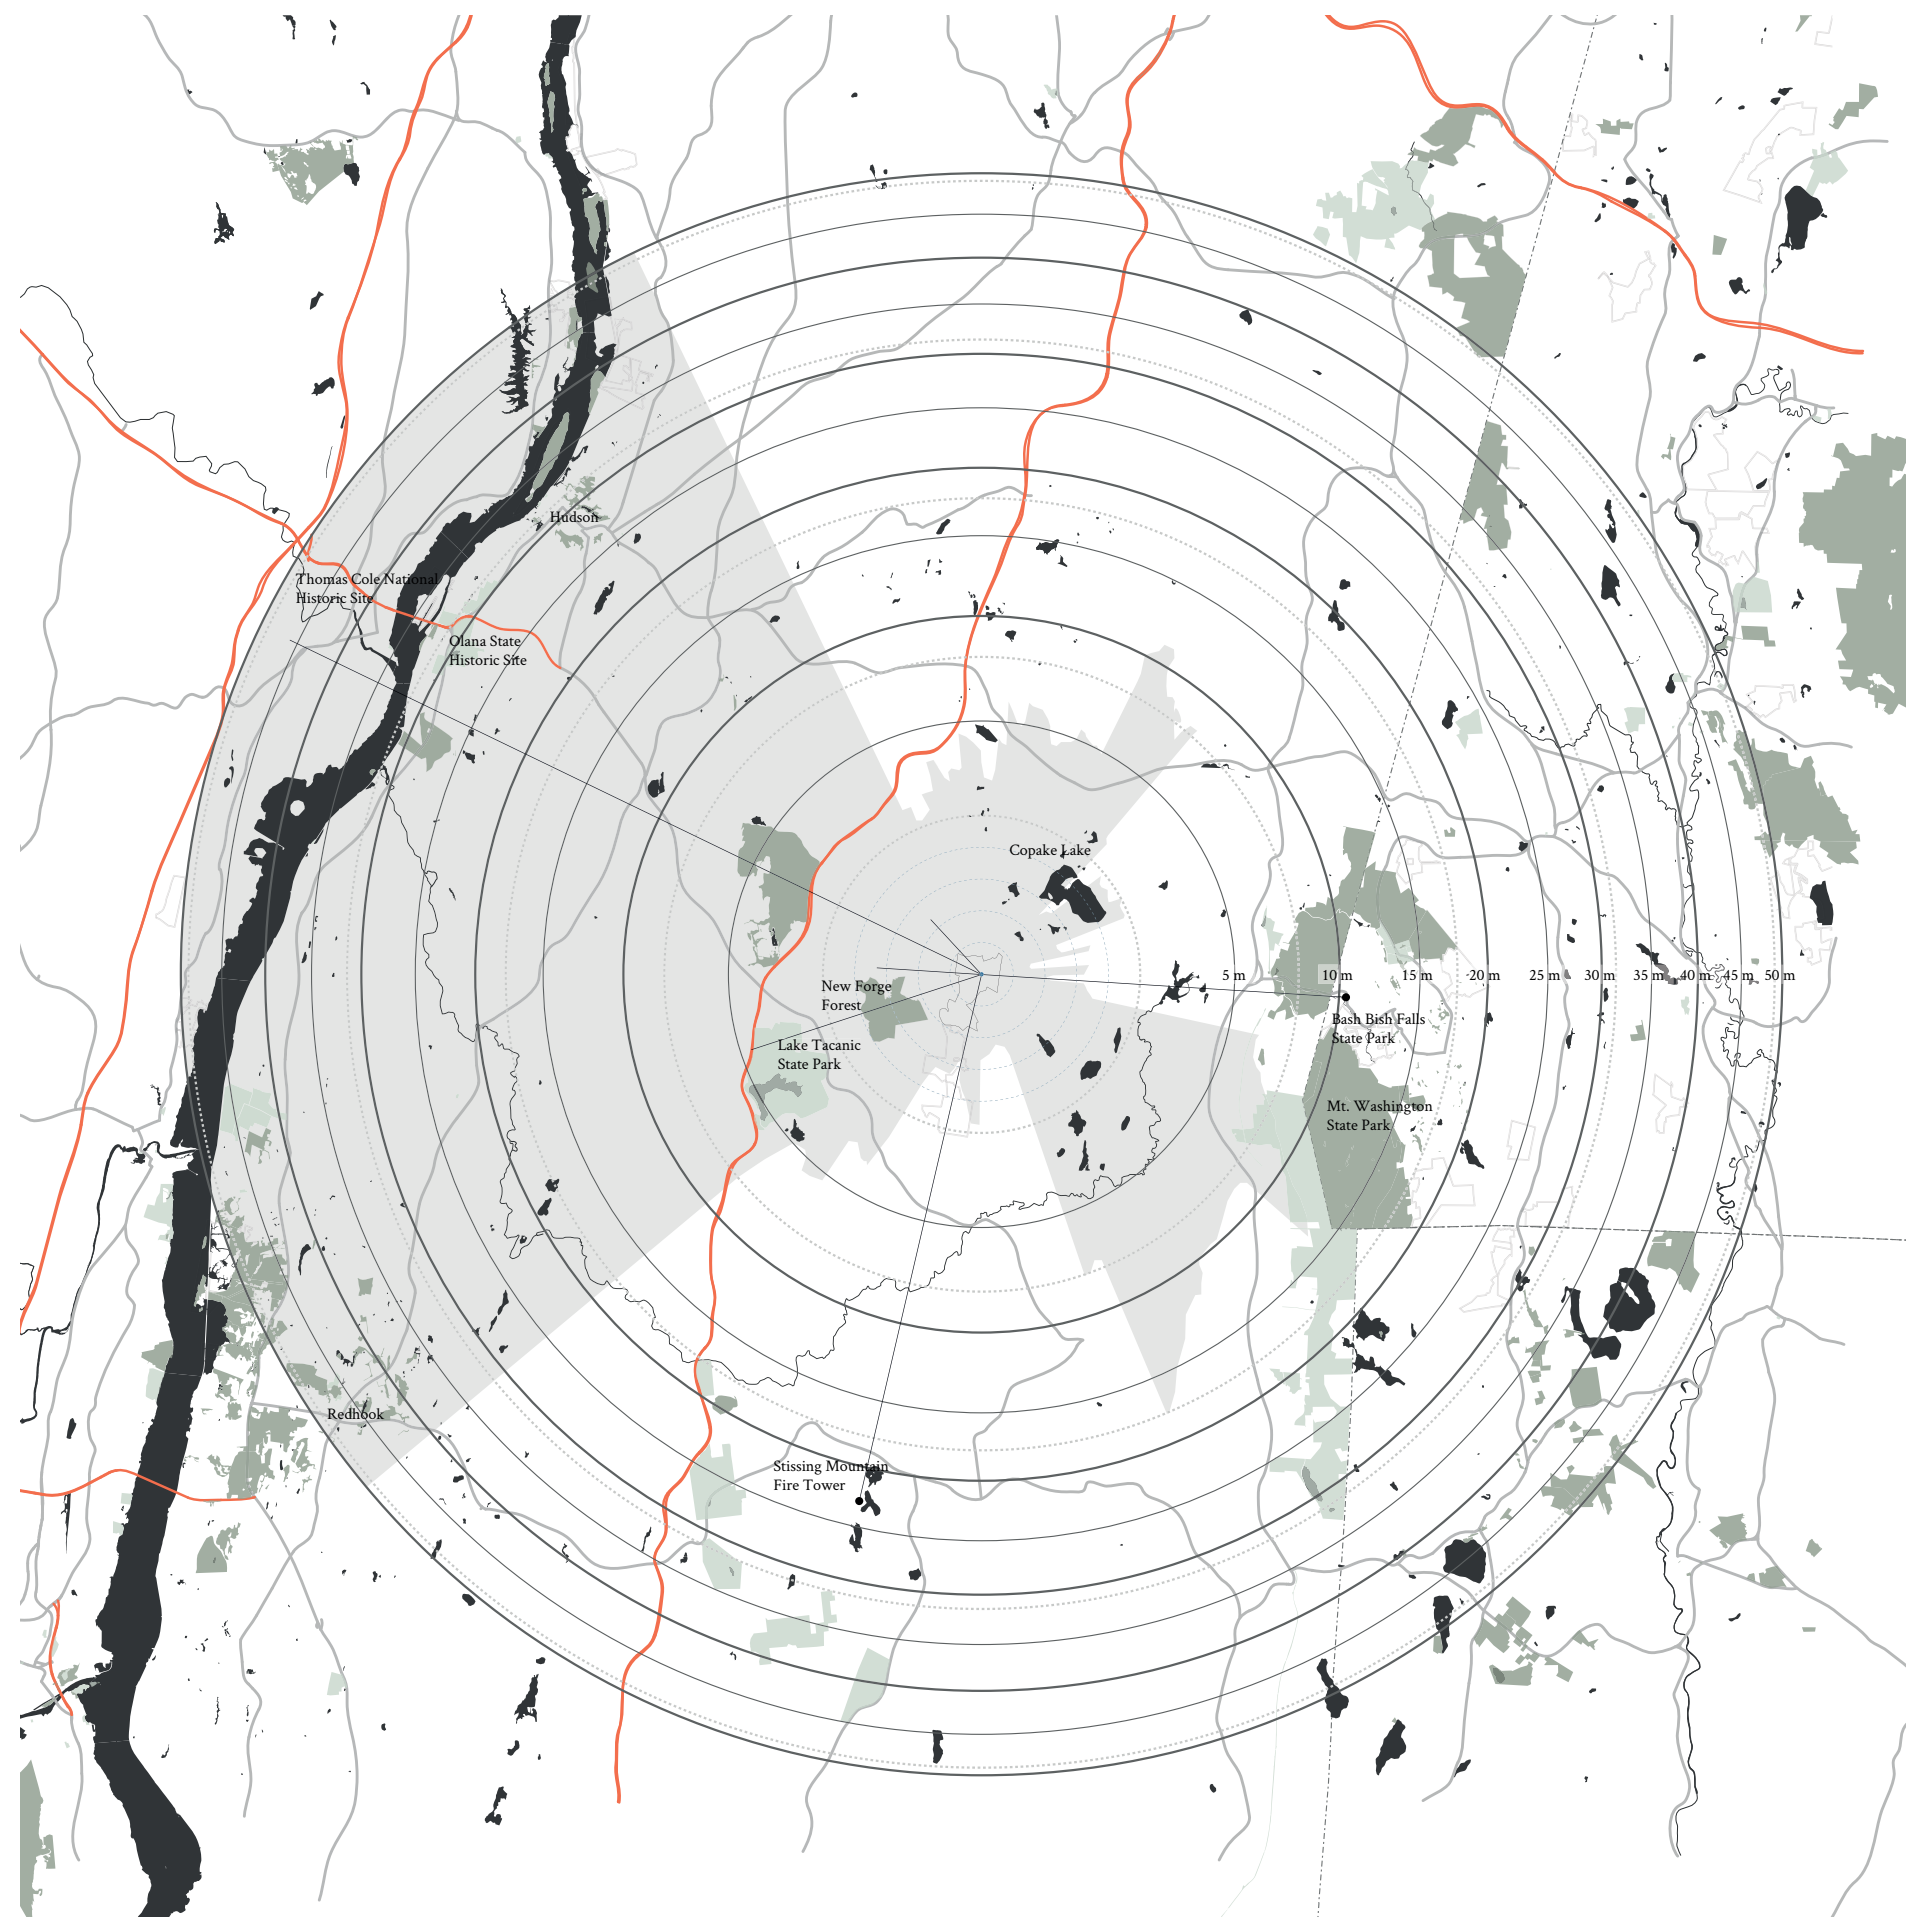 Hudson
Thomas Cole National
Historic Site
Olana State
Historic Site
Copake Lake
5 m
10 m
15 m
20 m
25 m
30 m
35 m
40 m
45 m
50 m
New Forge
Forest
Bash Bish Falls
State Park
Lake Tacanic
State Park
Mt. Washington
State Park
Redhook
Stissing Mountain
Fire Tower